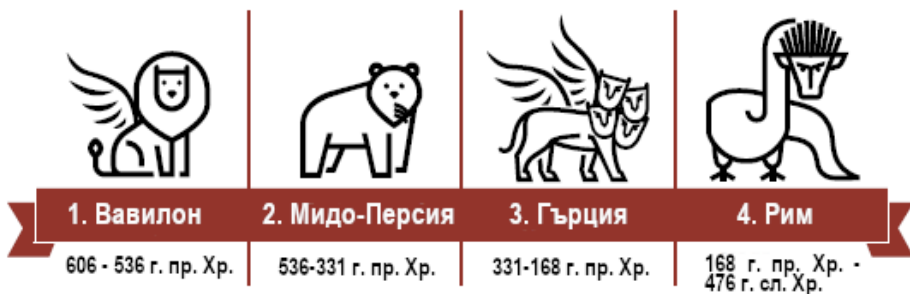 1. Вавилон
2. Мидо-Персия
3. Гърция
4. Рим
606 - 536 г. пр. Хр.
536-331 г. пр. Хр.
331-168 г. пр. Хр.
168 г. пр. Хр. -
476 г. сл. Хр.